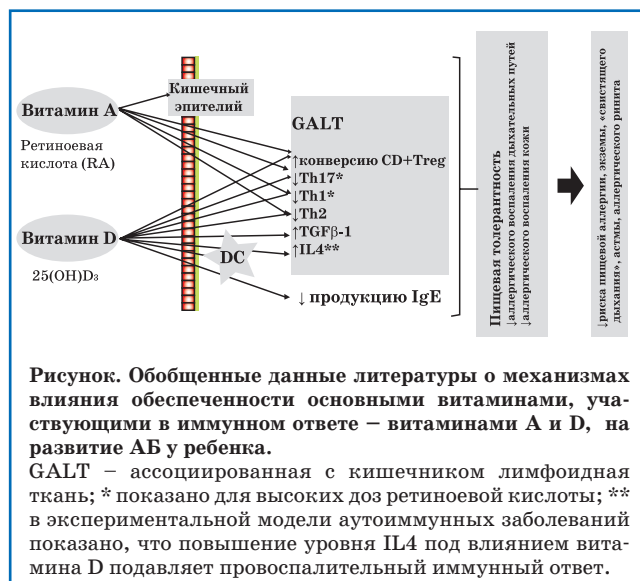 Витамин А
Ретиноевая
кислота (RA)
Витамин D
25(OH)D₃
Кишечный
эпителий
DC
GALT
↑конверсию CD+Treg
↓Th17*
↓Th1*
↓Th2
↑TGFβ-1
↑IL4**
↓ продукцию IgE
Пищевая толерантность
↓аллергического воспаления дыхательных путей
↓аллергического воспаления кожи
↓риска пищевой аллергии, экземы, «свистящего
дыхания», астмы, аллергического ринита
Рисунок. Обобщенные данные литературы о механизмах
влияния обеспеченности основными витаминами, уча-
ствующими в иммунном ответе – витаминами А и D, на
развитие АБ у ребенка.
GALT – ассоциированная с кишечником лимфоидная
ткань; * показано для высоких доз ретиноевой кислоты; **
в экспериментальной модели аутоиммунных заболеваний
показано, что повышение уровня IL4 под влиянием вита-
мина D подавляет провоспалительный иммунный ответ.